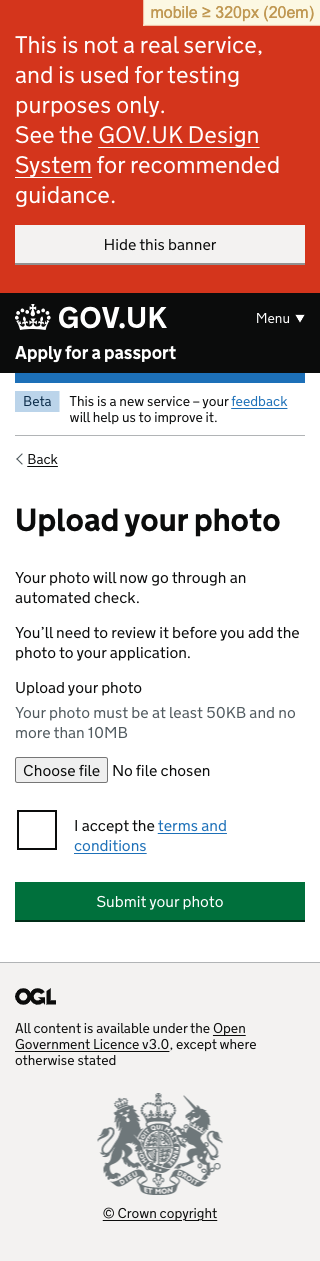 mobile ≥ 320px (20em)
This is not a real service,
and is used for testing
purposes only.
See the GOV.UK Design
System for recommended
guidance.
Hide this banner
GOV.UK
Menu ▼
Apply for a passport
Beta
This is a new service – your feedback
will help us to improve it.
Back
Upload your photo
Your photo will now go through an
automated check.
You’ll need to review it before you add the
photo to your application.
Upload your photo
Your photo must be at least 50KB and no
more than 10MB
Choose file No file chosen
I accept the terms and
conditions
Submit your photo
OGL
All content is available under the Open
Government Licence v3.0, except where
otherwise stated
DIEU ET MON DROIT
© Crown copyright